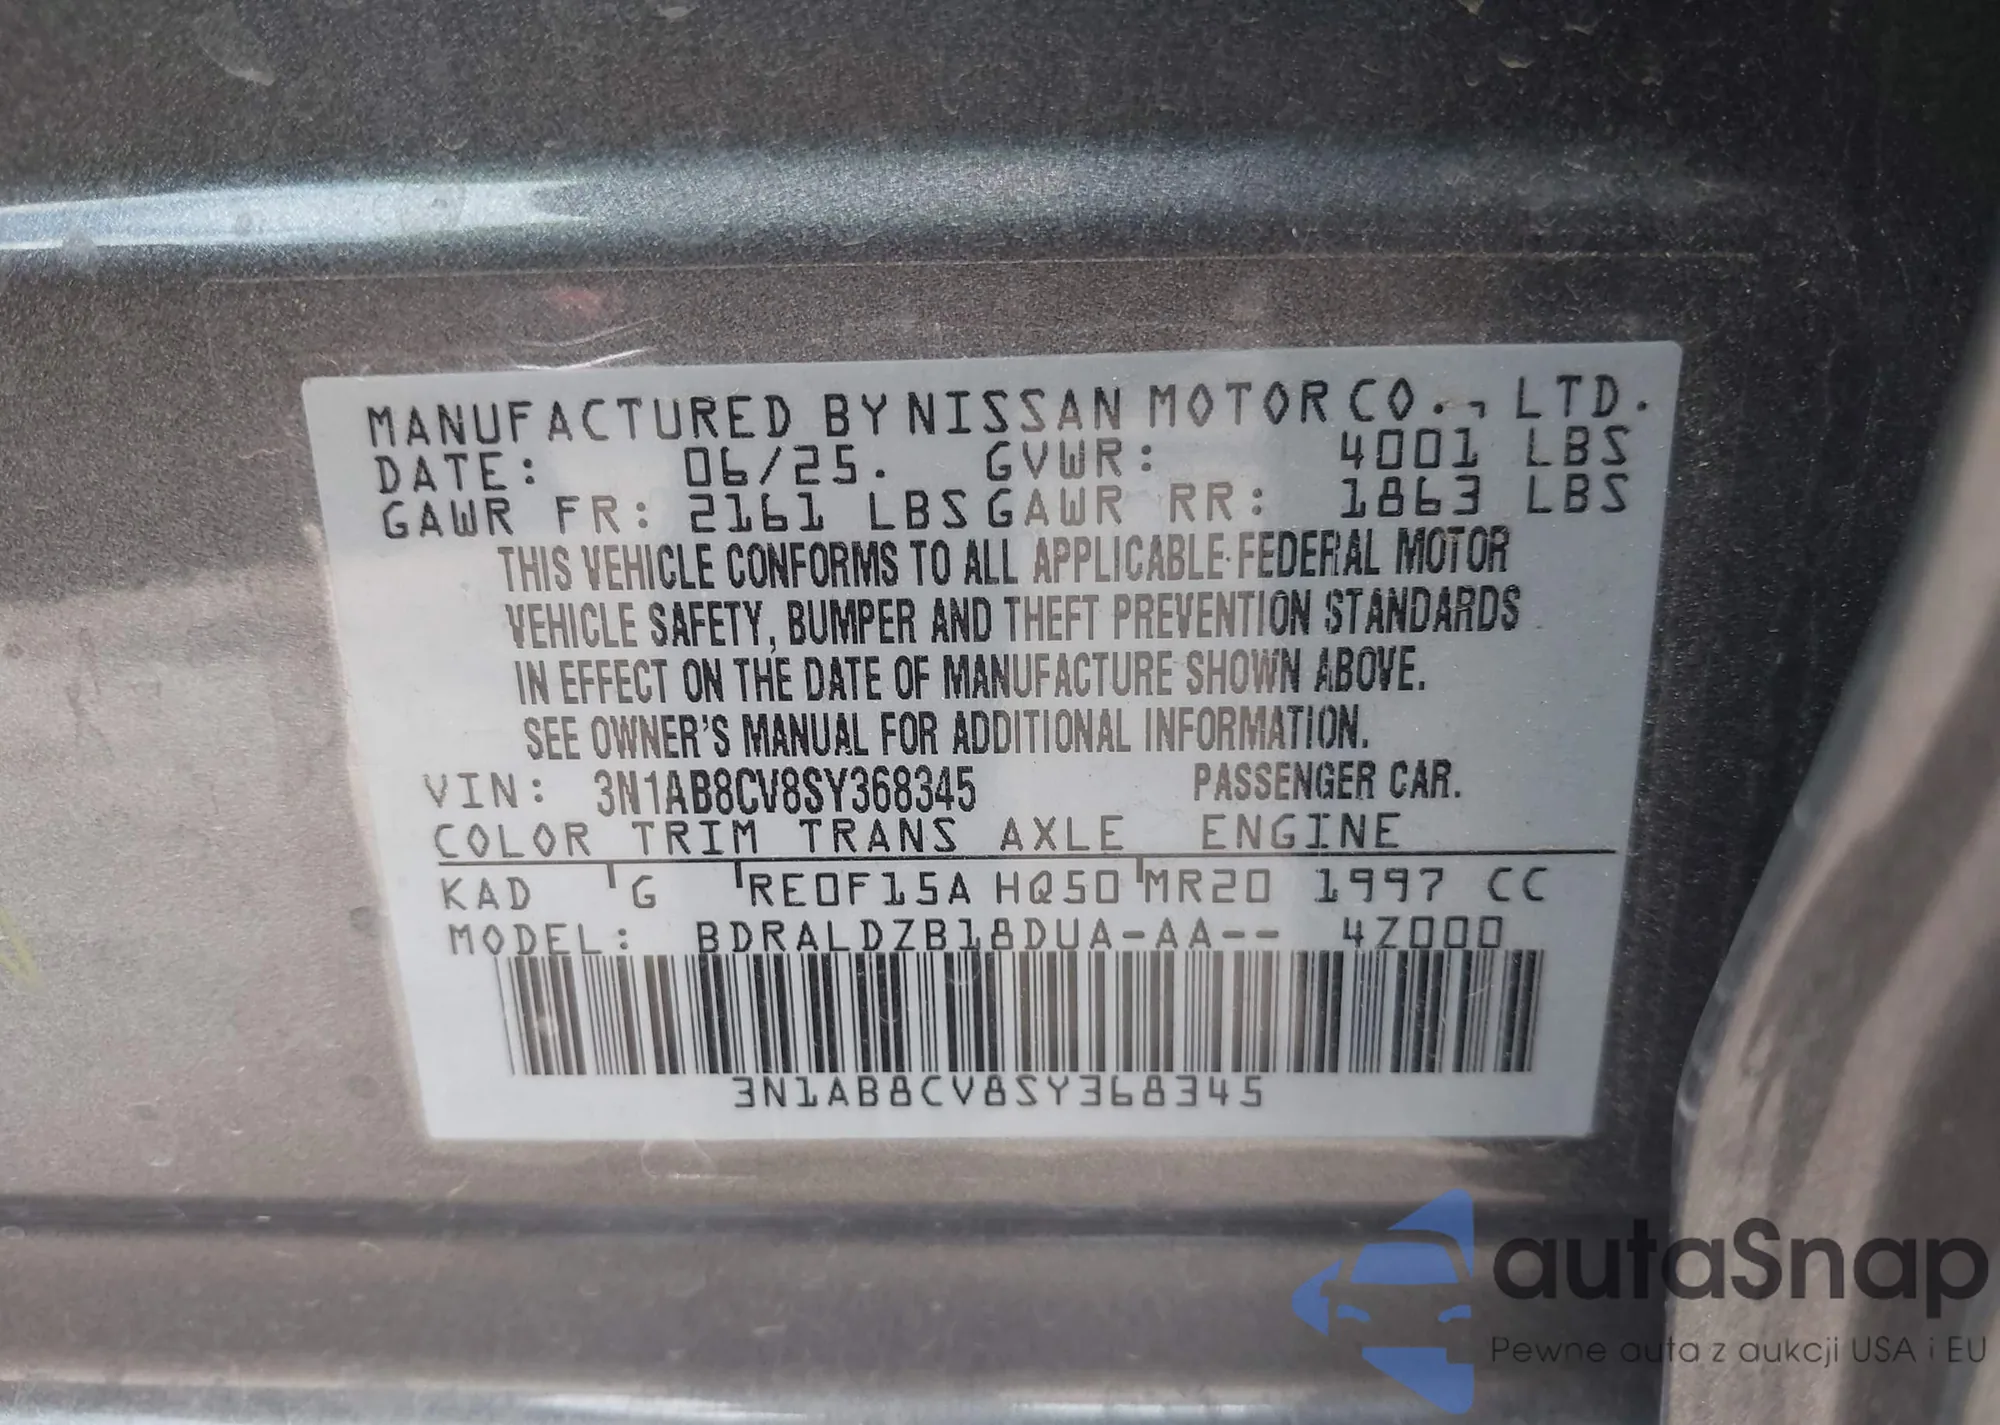 MANUFACTURED BY NISSAN MOTOR CO., LTD.
DATE: 06/25. GVWR: 4001 LBS
GAWR FR: 2161 LBS GAWR RR: 1863 LBS
THIS VEHICLE CONFORMS TO ALL APPLICABLE FEDERAL MOTOR
VEHICLE SAFETY, BUMPER AND THEFT PREVENTION STANDARDS
IN EFFECT ON THE DATE OF MANUFACTURE SHOWN ABOVE.
SEE OWNER'S MANUAL FOR ADDITIONAL INFORMATION.
VIN: 3N1AB8CV8SY368345 PASSENGER CAR.
COLOR TRIM TRANS AXLE ENGINE
KAD G RE0F15A HQ50 MR20 1997 CC
MODEL: BDRALDZB18DUA-AA-- 4Z000
3N1AB8CV8SY368345
autaSnap
Pewne auta z aukcji USA i EU